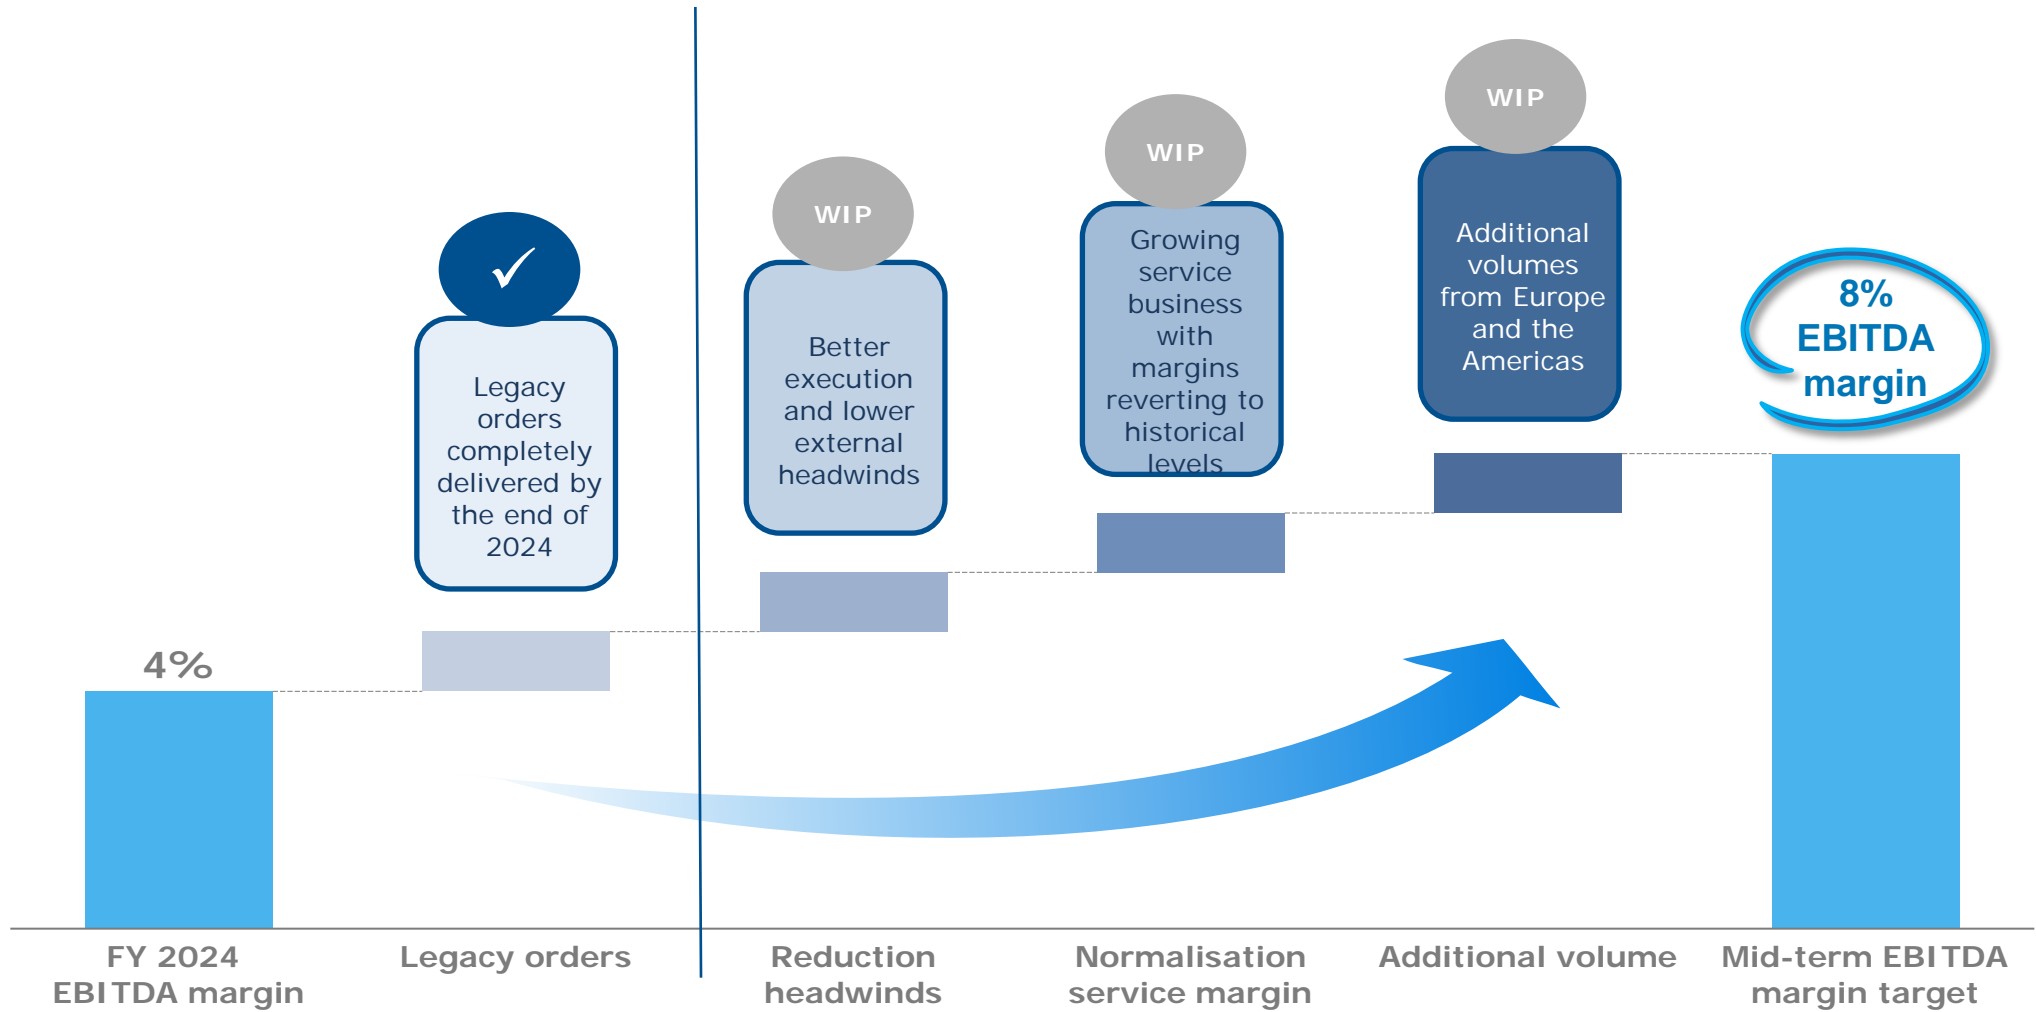 WIP
WIP
WIP
✓
Legacy
orders
completely
delivered by
the end of
2024
Better
execution
and lower
external
headwinds
Growing
service
business
with
margins
reverting to
historical
levels
Additional
volumes
from Europe
and the
Americas
8%
EBITDA
margin
4%
FY 2024
EBITDA margin
Legacy orders
Reduction
headwinds
Normalisation
service margin
Additional volume
Mid-term EBITDA
margin target